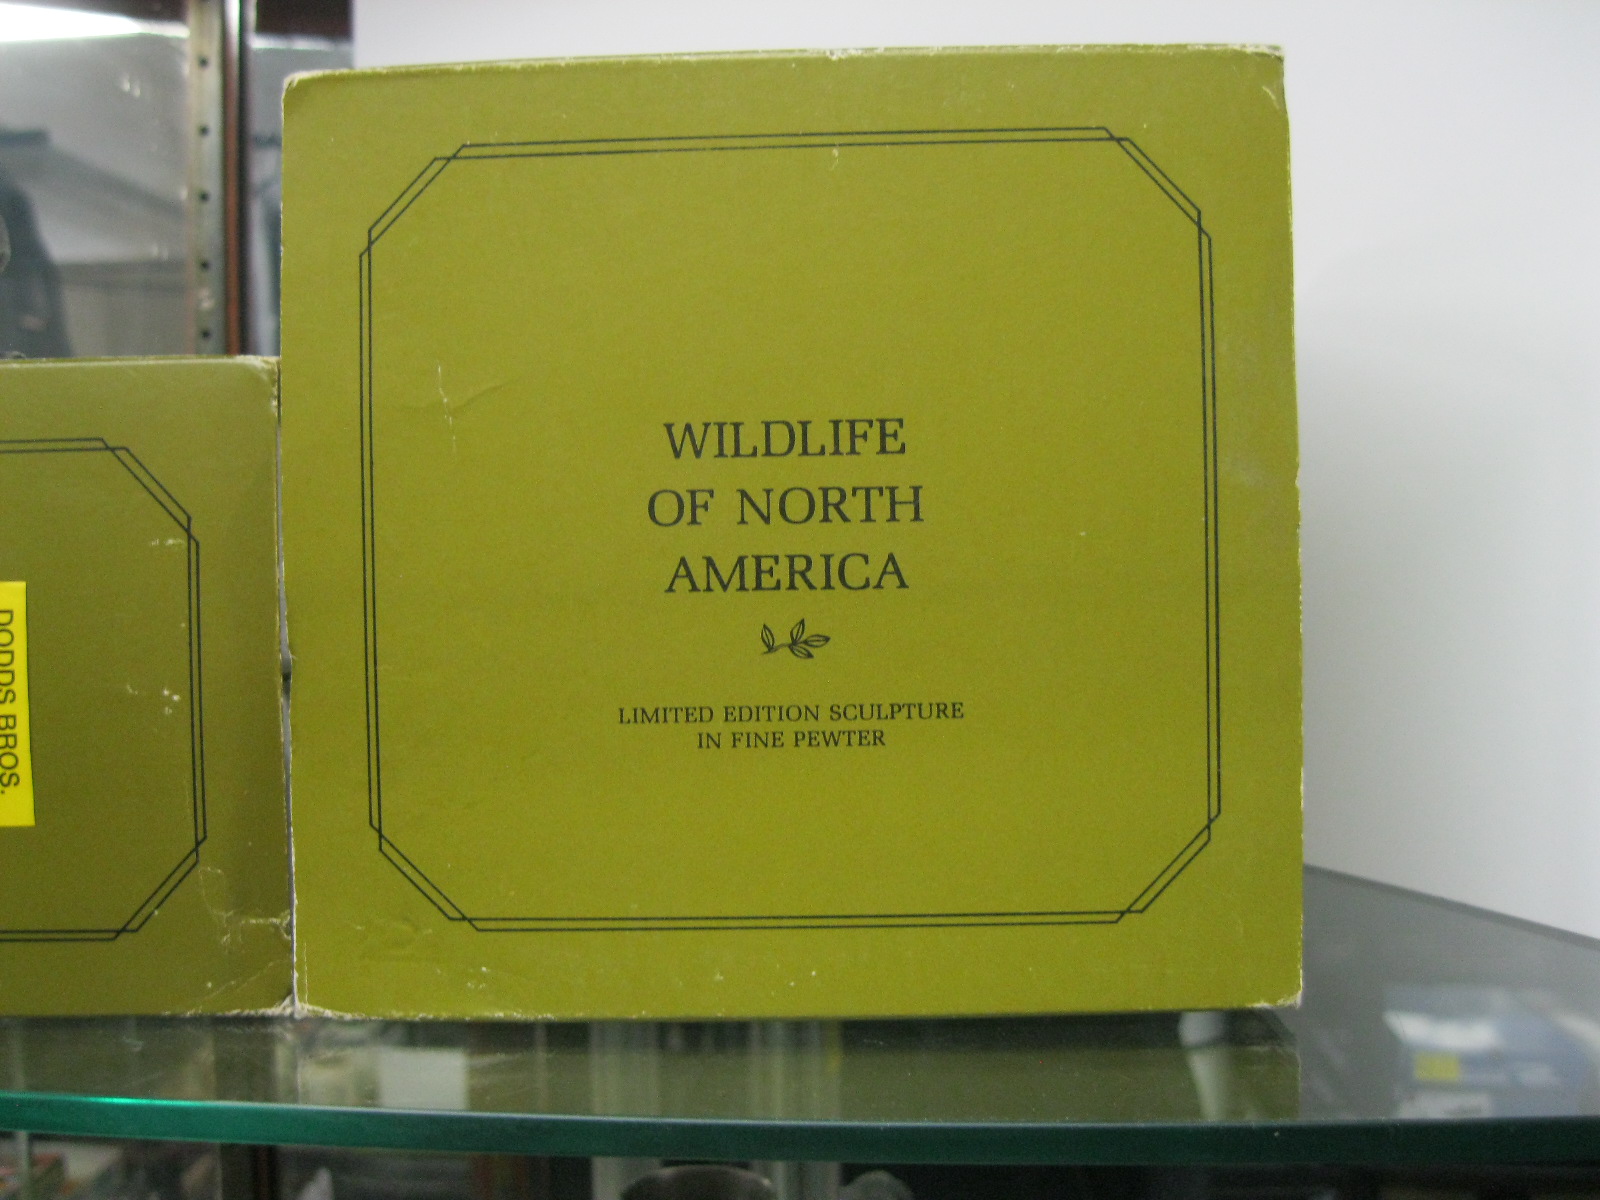 WILDLIFE
OF NORTH
AMERICA
LIMITED EDITION SCULPTURE
IN FINE PEWTER
DODDS BROS.